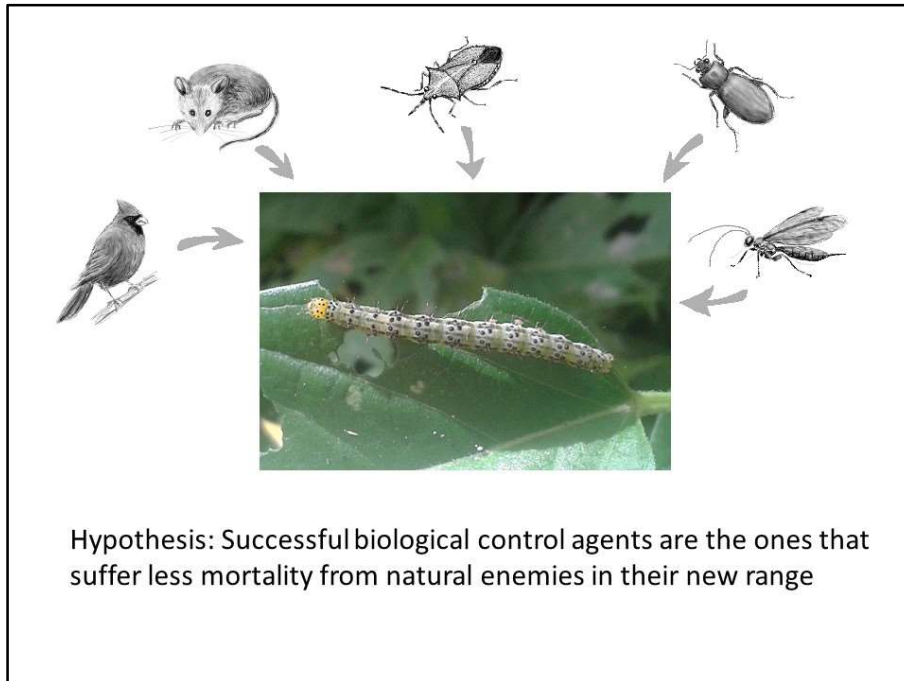 Hypothesis: Successful biological control agents are the ones that
suffer less mortality from natural enemies in their new range